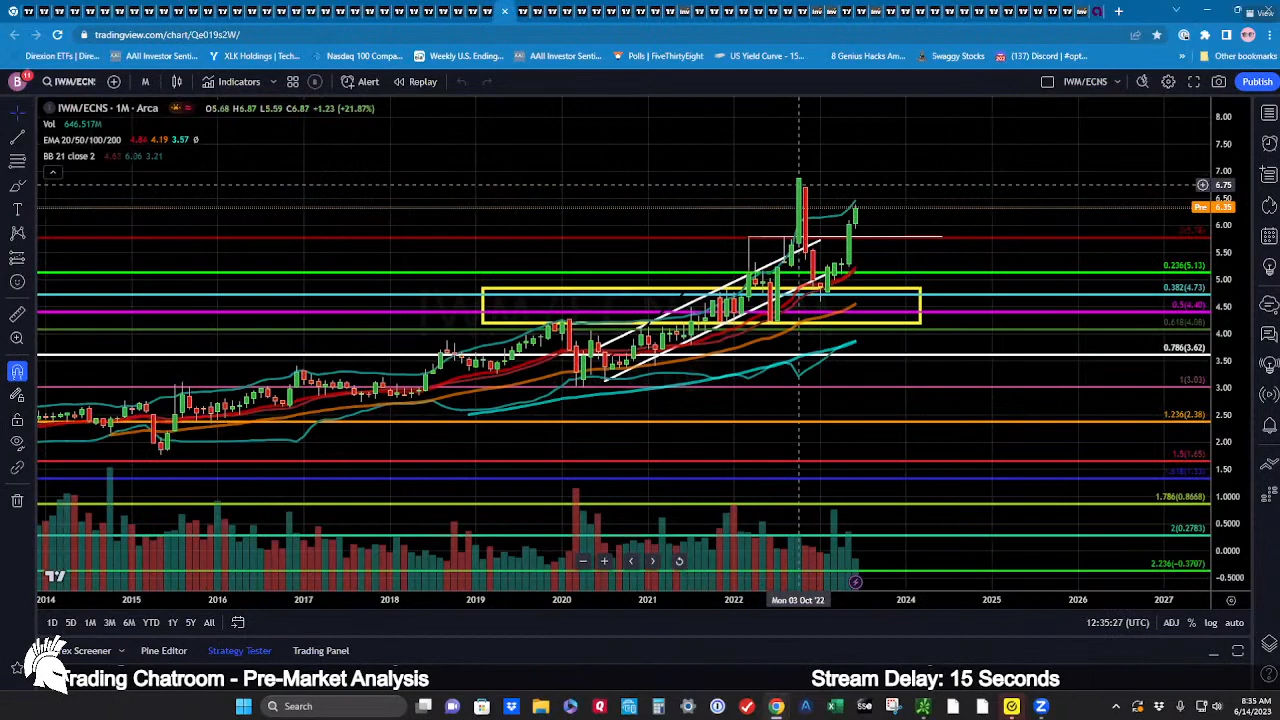 tradingview.com/chart/Qe019s2W/
View
Direxion ETFs | Dire...
AAII Investor Senti...
XLK Holdings | Tech...
Nasdaq 100 Compa...
Weekly U.S. Ending...
AAII Investor Senti...
Polls | FiveThirtyEight
US Yield Curve - 15...
8 Genius Hacks Am...
Swaggy Stocks
(137) Discord | #opt...
Other bookmarks
B 11
IWM/ECNS
M
Indicators
Alert
Replay
IWM/ECNS
Publish
IWM/ECNS · 1M · Arca
O5.68 H6.87 L5.59 C6.87 +1.23 (+21.87%)
Vol 646.517M
EMA 20/50/100/200 4.84 4.19 3.57 Ø
BB 21 close 2 4.63 6.06 3.21
8.00
7.50
7.00
6.75
6.50
Pre 6.35
6.00
5.50
0.236(5.13)
5.00
0.382(4.73)
4.50
0.5(4.40)
0.618(4.08)
4.00
0.786(3.62)
3.50
1(3.03)
3.00
2.50
1.236(2.38)
2.00
1.5(1.65)
1.50
1.786(0.8668)
1.0000
0.5000
2(0.2783)
0.0000
2.236(-0.3707)
-0.5000
2014 2015 2016 2017 2018 2019 2020 2021 2022 Mon 03 Oct '22 2024 2025 2026 2027
1D 5D 1M 3M 6M YTD 1Y 5Y All
12:35:27 (UTC) ADJ % log auto
ex Screener Pine Editor Strategy Tester Trading Panel
Trading Chatroom - Pre-Market Analysis
Stream Delay: 15 Seconds
Search
8:35 AM
6/14/2023